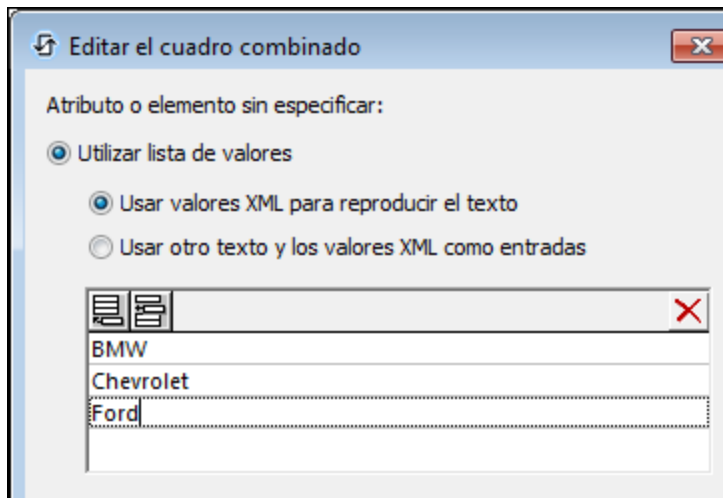 Editar el cuadro combinado
Atributo o elemento sin especificar:
Utilizar lista de valores
Usar valores XML para reproducir el texto
Usar otro texto y los valores XML como entradas
BMW
Chevrolet
Ford